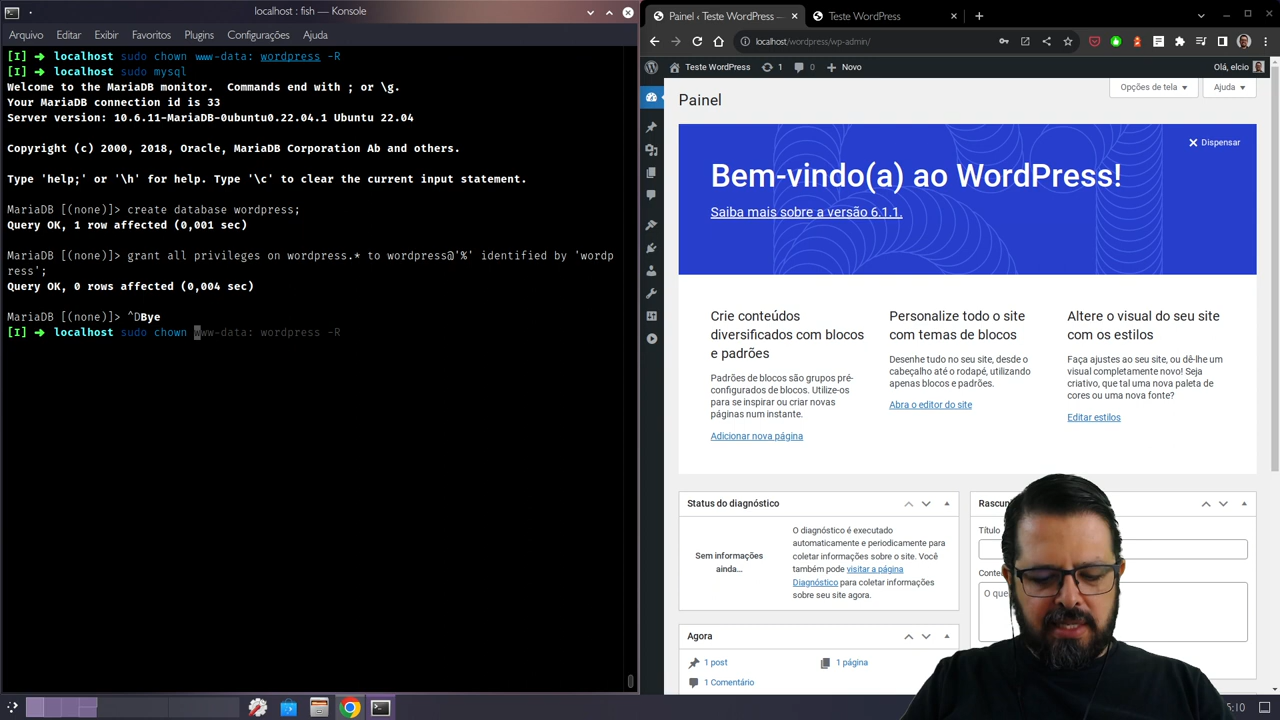 localhost : fish — Konsole
Arquivo Editar Exibir Favoritos Plugins Configurações Ajuda
[I] ➜ localhost sudo chown www-data: wordpress -R
[I] ➜ localhost sudo mysql
Welcome to the MariaDB monitor. Commands end with ; or \g.
Your MariaDB connection id is 33
Server version: 10.6.11-MariaDB-0ubuntu0.22.04.1 Ubuntu 22.04
Copyright (c) 2000, 2018, Oracle, MariaDB Corporation Ab and others.
Type 'help;' or '\h' for help. Type '\c' to clear the current input statement.
MariaDB [(none)]> create database wordpress;
Query OK, 1 row affected (0,001 sec)
MariaDB [(none)]> grant all privileges on wordpress.* to wordpress@'%' identified by 'wordp
ress';
Query OK, 0 rows affected (0,004 sec)
MariaDB [(none)]> ^DBye
[I] ➜ localhost sudo chown www-data: wordpress -R
Painel ‹ Teste WordPress –
Teste WordPress
localhost/wordpress/wp-admin/
Teste WordPress 1 0 Novo
Olá, elcio
Painel
Opções de tela
Ajuda
Bem-vindo(a) ao WordPress!
Saiba mais sobre a versão 6.1.1.
Dispensar
Crie conteúdos
diversificados com blocos
e padrões
Padrões de blocos são grupos pré-
configurados de blocos. Utilize-os
para se inspirar ou criar novas
páginas num instante.
Adicionar nova página
Personalize todo o site
com temas de blocos
Desenhe tudo no seu site, desde o
cabeçalho até o rodapé, utilizando
apenas blocos e padrões.
Abra o editor do site
Altere o visual do seu site
com os estilos
Faça ajustes ao seu site, ou dê-lhe um
visual completamente novo! Seja
criativo, que tal uma nova paleta de
cores ou uma nova fonte?
Editar estilos
Status do diagnóstico
Sem informações
ainda...
O diagnóstico é executado
automaticamente e periodicamente para
coletar informações sobre o site. Você
também pode visitar a página
Diagnóstico para coletar informações
sobre seu site agora.
Agora
1 post
1 página
1 Comentário
Título
O que
5:10